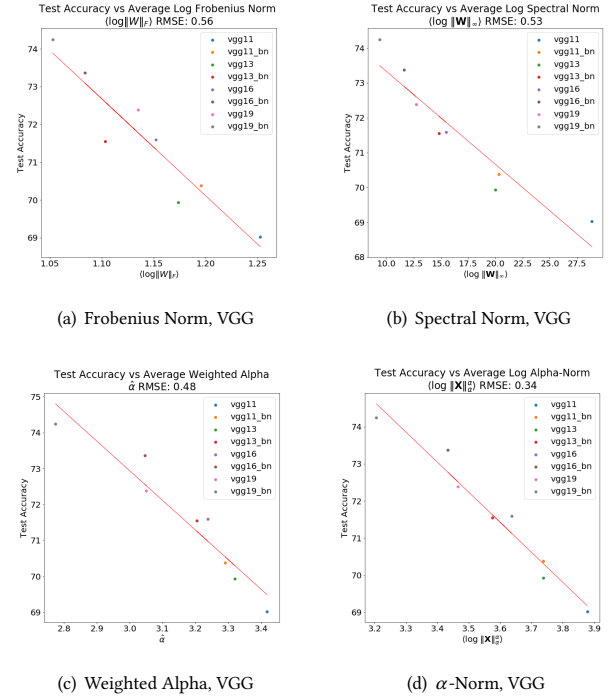 Test Accuracy vs Average Log Frobenius Norm
⟨log‖W‖F⟩ RMSE: 0.56
Test Accuracy
74
73
72
71
70
69
vgg11
vgg11_bn
vgg13
vgg13_bn
vgg16
vgg16_bn
vgg19
vgg19_bn
1.05 1.10 1.15 1.20 1.25
⟨log‖W‖F⟩
(a) Frobenius Norm, VGG
Test Accuracy vs Average Log Spectral Norm
⟨log ‖W‖∞⟩ RMSE: 0.53
Test Accuracy
74
73
72
71
70
69
68
vgg11
vgg11_bn
vgg13
vgg13_bn
vgg16
vgg16_bn
vgg19
vgg19_bn
10.0 12.5 15.0 17.5 20.0 22.5 25.0 27.5
⟨log ‖W‖∞⟩
(b) Spectral Norm, VGG
Test Accuracy vs Average Weighted Alpha
α̂ RMSE: 0.48
Test Accuracy
75
74
73
72
71
70
69
vgg11
vgg11_bn
vgg13
vgg13_bn
vgg16
vgg16_bn
vgg19
vgg19_bn
2.8 2.9 3.0 3.1 3.2 3.3 3.4
α̂
(c) Weighted Alpha, VGG
Test Accuracy vs Average Log Alpha-Norm
⟨log ‖X‖αα⟩ RMSE: 0.34
Test Accuracy
74
73
72
71
70
69
vgg11
vgg11_bn
vgg13
vgg13_bn
vgg16
vgg16_bn
vgg19
vgg19_bn
3.2 3.3 3.4 3.5 3.6 3.7 3.8 3.9
⟨log ‖X‖αα⟩
(d) α-Norm, VGG